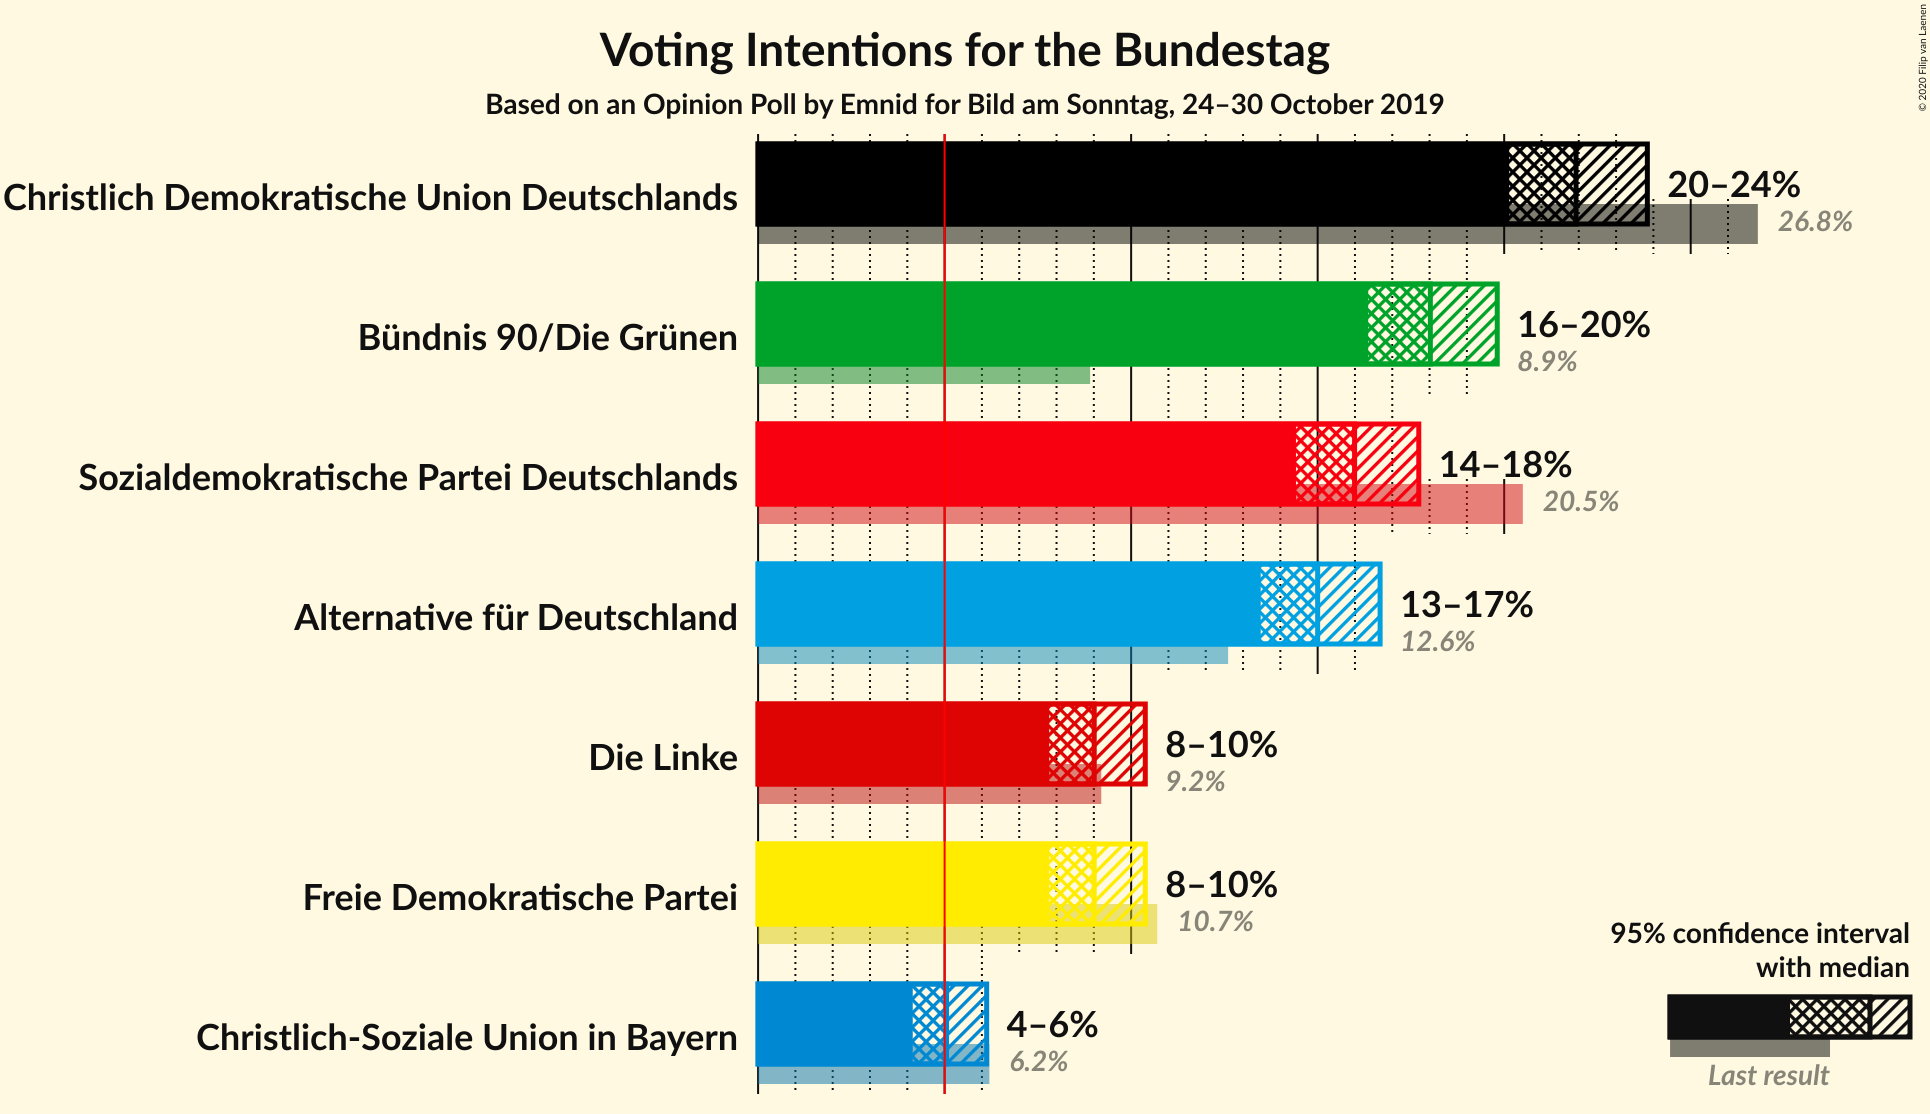 Voting Intentions for the Bundestag
Based on an Opinion Poll by Emnid for Bild am Sonntag, 24–30 October 2019
© 2020 Filip van Laenen
Christlich Demokratische Union Deutschlands
20–24%
26.8%
Bündnis 90/Die Grünen
16–20%
8.9%
Sozialdemokratische Partei Deutschlands
14–18%
20.5%
Alternative für Deutschland
13–17%
12.6%
Die Linke
8–10%
9.2%
Freie Demokratische Partei
8–10%
10.7%
Christlich-Soziale Union in Bayern
4–6%
6.2%
95% confidence interval
with median
Last result